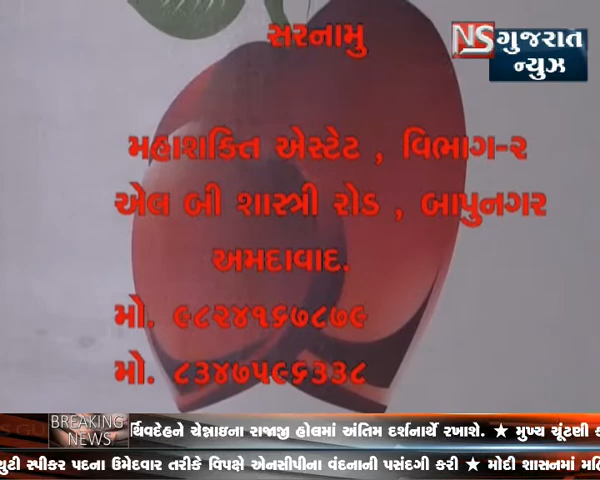 સરનામુ
NS ગુજરાત
ન્યુઝ
મહાશકિત એસ્ટેટ , વિભાગ-૨
એલ બી શાસ્ત્રી રોડ , બાપુનગર
અમદાવાદ.
મો. ૯૮૨૪૧૬૭૮૭૯
મો. ૮૩૪૭૫૯૬૩૩૮
BREAKING
NEWS
ર્થિવદેહને ચેન્નાઇના રાજાજી હોલમાં અંતિમ દર્શનાર્થે રખાશે. ★ મુખ્ય ચૂંટણી
યુટી સ્પીકર પદના ઉમેદવાર તરીકે વિપક્ષે એનસીપીના વંદનાની પસંદગી કરી ★ મોદી શાસનમાં